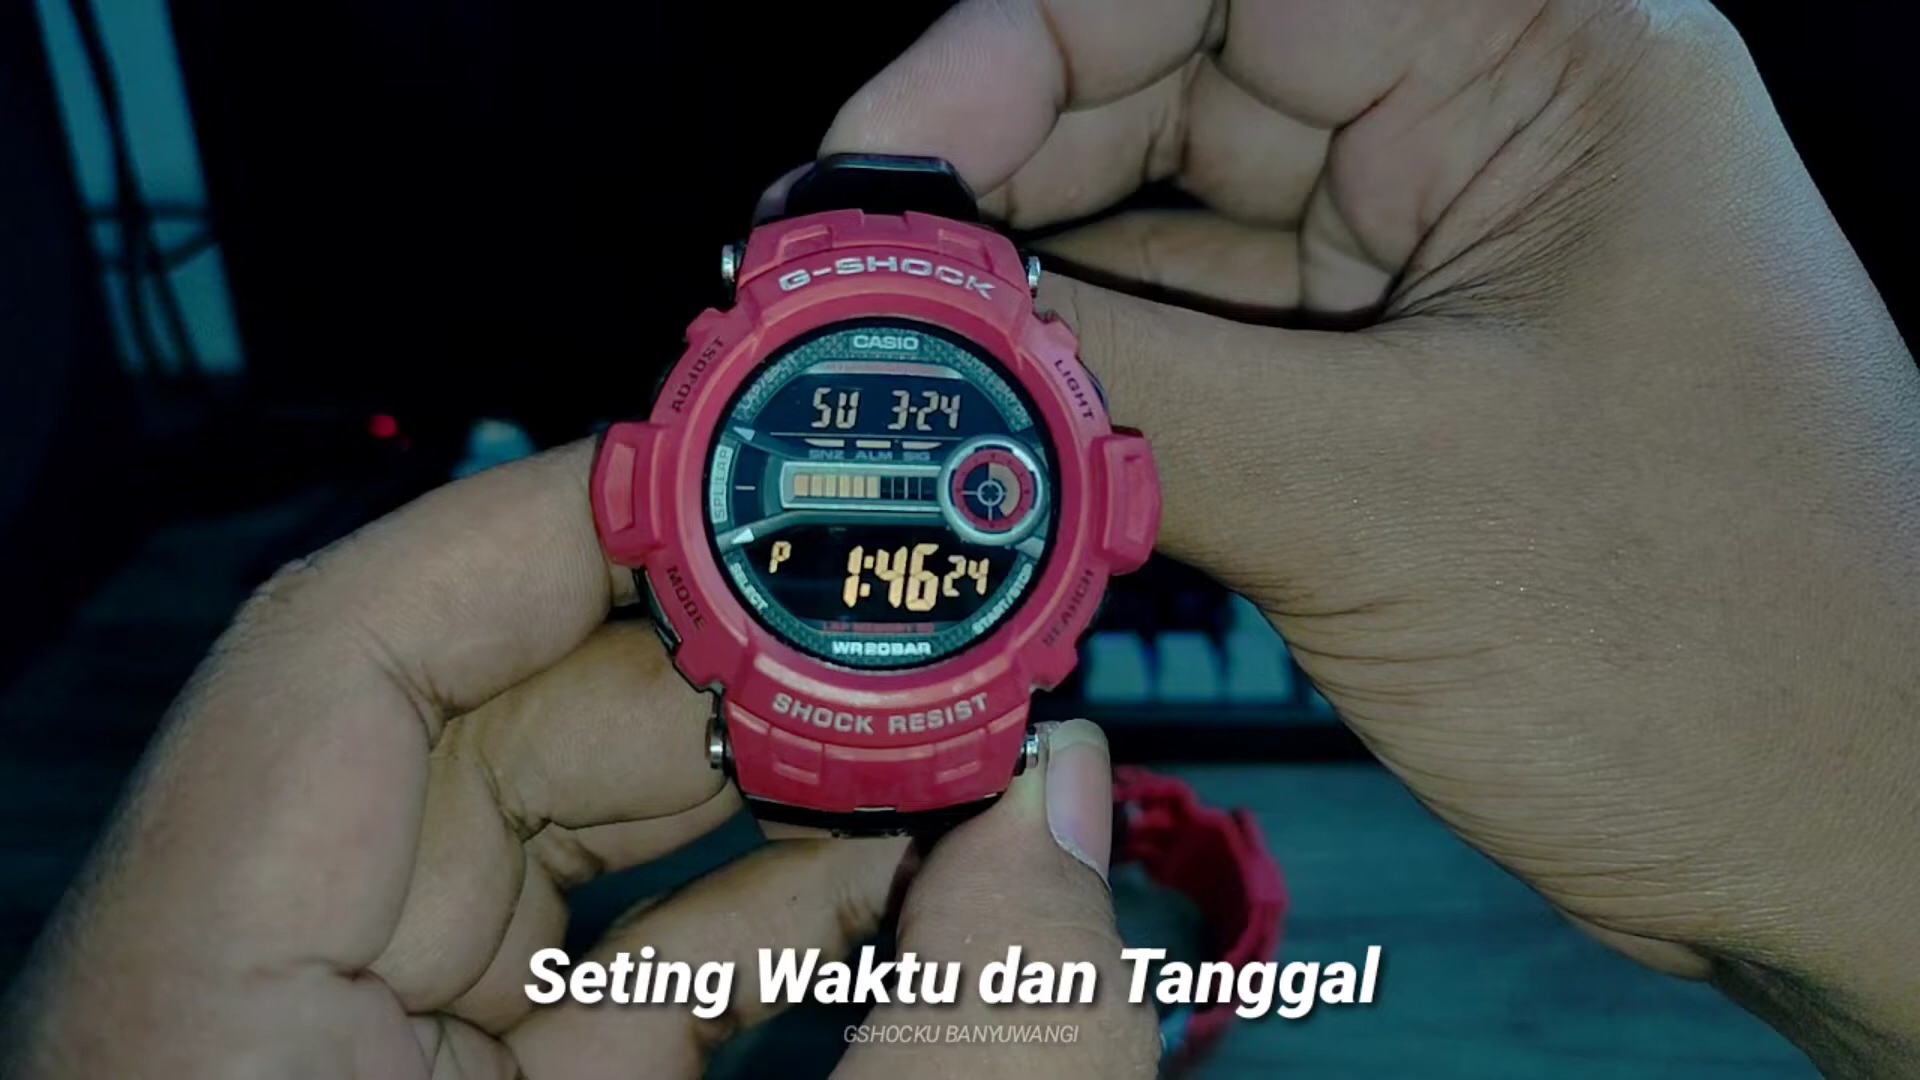 G-SHOCK
CASIO
ADJUST
LIGHT
SU 3-24
SNZ ALM SIG
SPL/LAP
P 1:46 24
SELECT
START/STOP
MODE
SEARCH
WR20BAR
SHOCK RESIST
Seting Waktu dan Tanggal
GSHOCKU BANYUWANGI